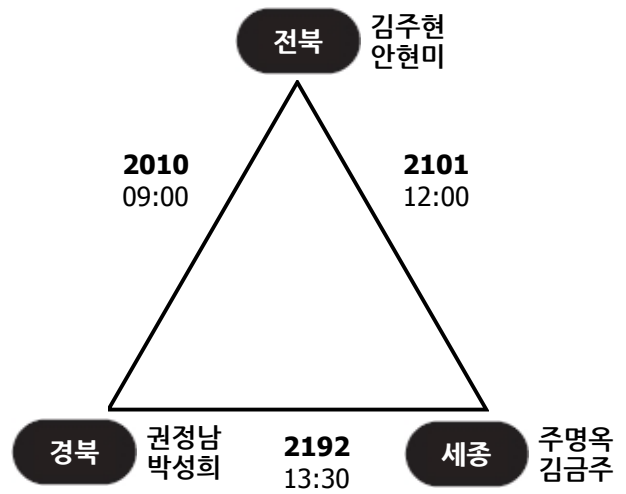 전북
김주현
안현미
2010
09:00
2101
12:00
경북
권정남
박성희
2192
13:30
세종
주명옥
김금주